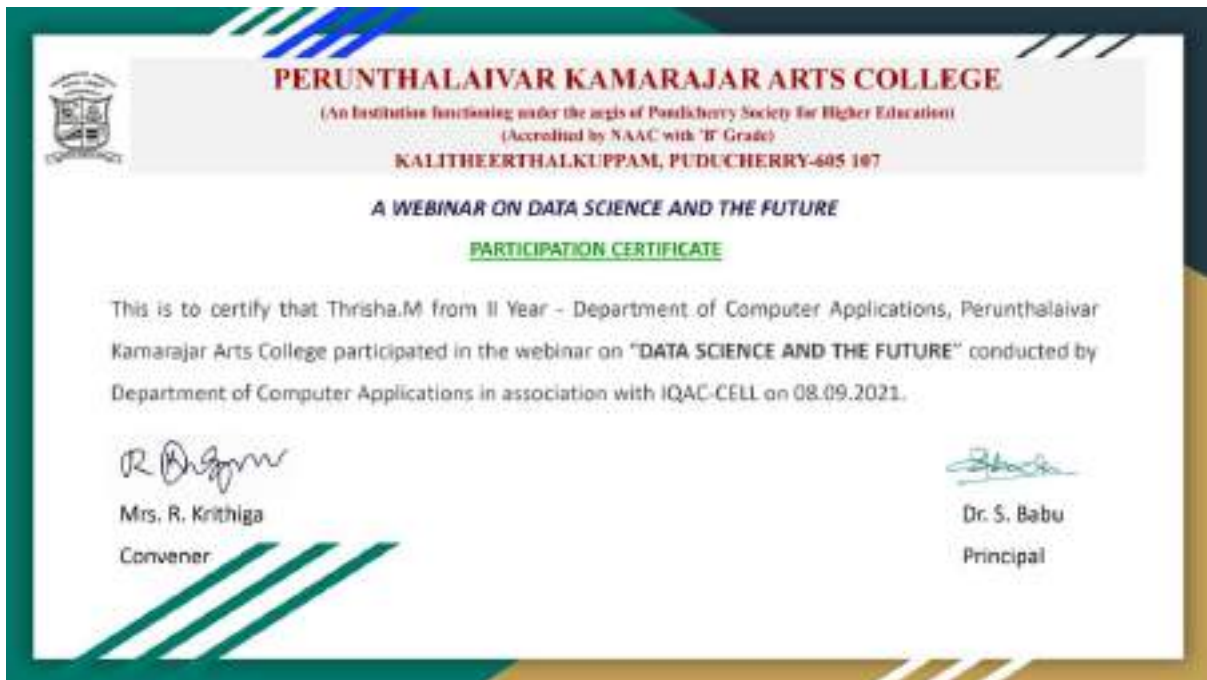 PERUNTHALAIVAR KAMARAJAR ARTS COLLEGE
(An Institution functioning under the aegis of Pondicherry Society for Higher Education)
(Accredited by NAAC with 'B' Grade)
KALITHEERTHALKUPPAM, PUDUCHERRY-605 107
A WEBINAR ON DATA SCIENCE AND THE FUTURE
PARTICIPATION CERTIFICATE
This is to certify that Thrisha.M from II Year - Department of Computer Applications, Perunthalaivar
Kamarajar Arts College participated in the webinar on "DATA SCIENCE AND THE FUTURE" conducted by
Department of Computer Applications in association with IQAC-CELL on 08.09.2021.
Mrs. R. Krithiga
Dr. S. Babu
Convener
Principal